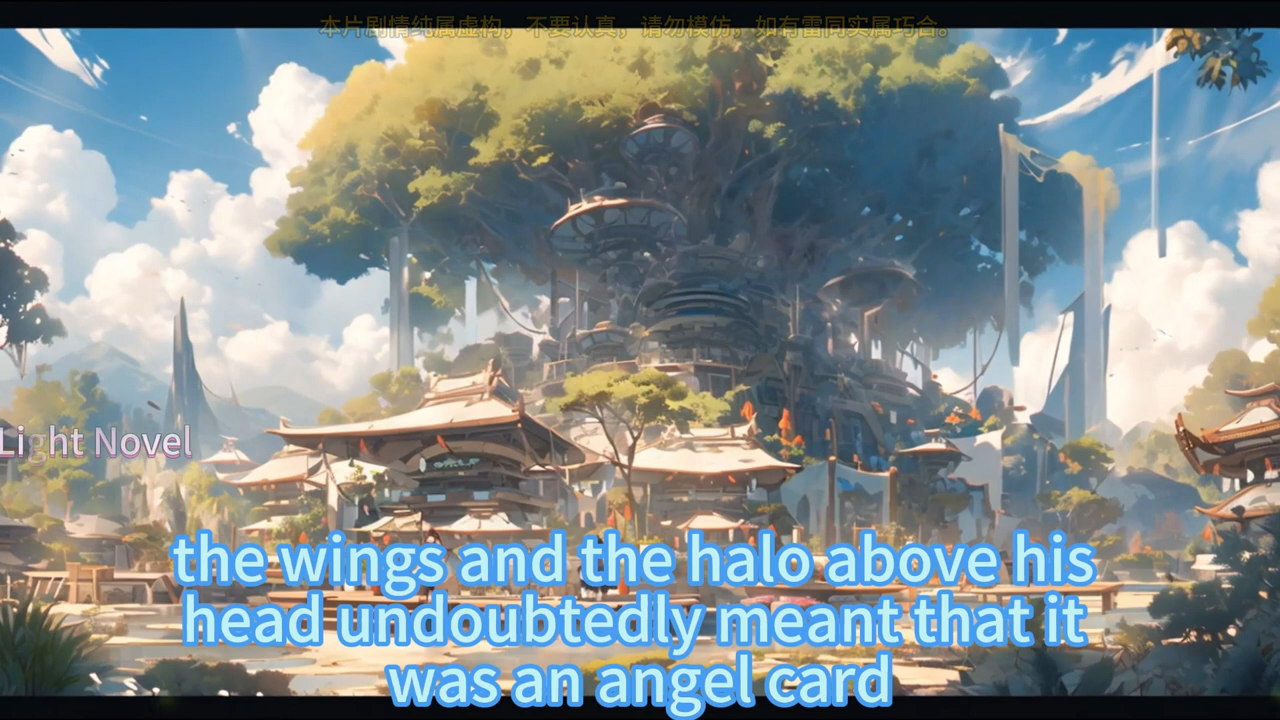 本片剧情纯属虚构，不要认真，请勿模仿，如有雷同实属巧合。
Light Novel
the wings and the halo above his
head undoubtedly meant that it
was an angel card